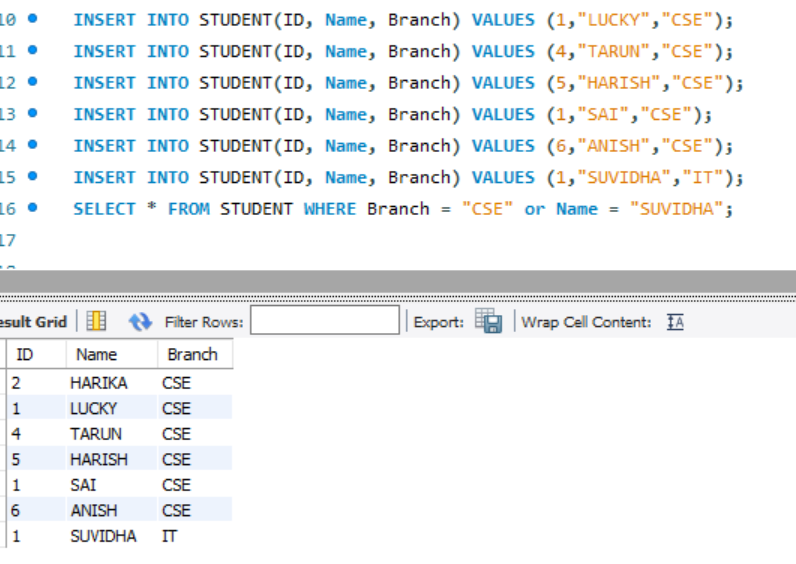 10 INSERT INTO STUDENT(ID, Name, Branch) VALUES (1,"LUCKY","CSE");
11 INSERT INTO STUDENT(ID, Name, Branch) VALUES (4,"TARUN","CSE");
12 INSERT INTO STUDENT(ID, Name, Branch) VALUES (5,"HARISH","CSE");
13 INSERT INTO STUDENT(ID, Name, Branch) VALUES (1,"SAI","CSE");
14 INSERT INTO STUDENT(ID, Name, Branch) VALUES (6,"ANISH","CSE");
15 INSERT INTO STUDENT(ID, Name, Branch) VALUES (1,"SUVIDHA","IT");
16 SELECT * FROM STUDENT WHERE Branch = "CSE" or Name = "SUVIDHA";
17
esult Grid Filter Rows: Export: Wrap Cell Content: IA
ID Name Branch
2 HARIKA CSE
1 LUCKY CSE
4 TARUN CSE
5 HARISH CSE
1 SAI CSE
6 ANISH CSE
1 SUVIDHA IT